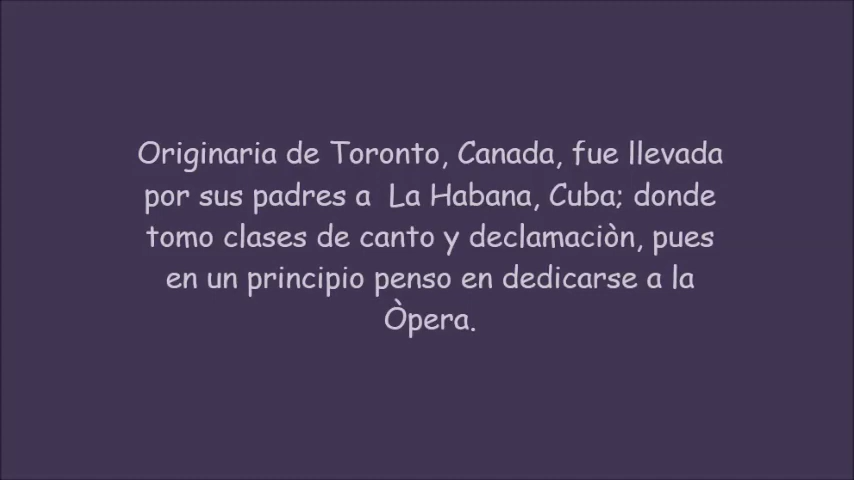 Originaria de Toronto, Canada, fue llevada
por sus padres a  La Habana, Cuba; donde
tomo clases de canto y declamaciòn, pues
en un principio penso en dedicarse a la
Òpera.